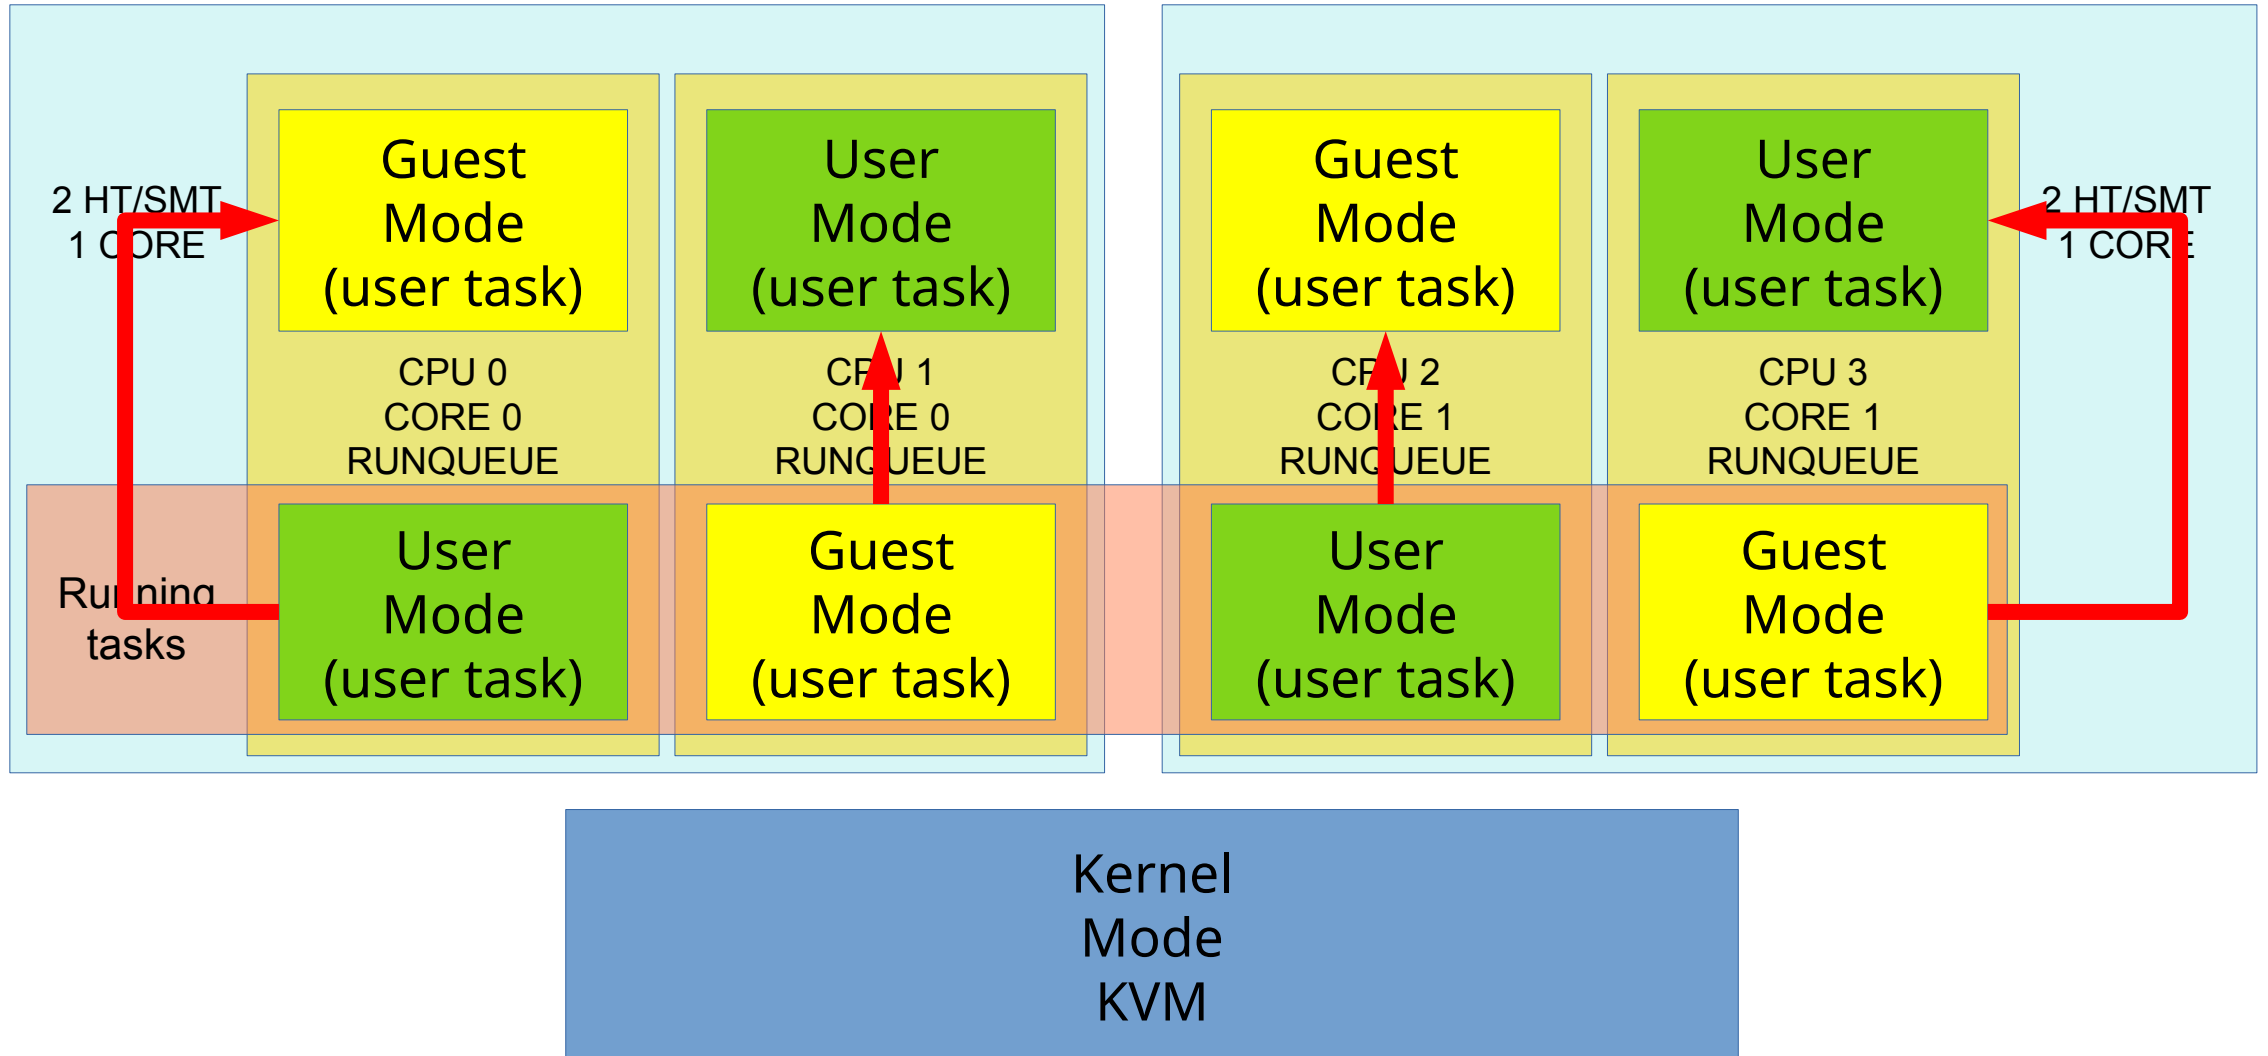 2 HT/SMT
1 CORE
Guest
Mode
(user task)
CPU 0
CORE 0
RUNQUEUE
User
Mode
(user task)
CPU 1
CORE 0
RUNQUEUE
Guest
Mode
(user task)
CPU 2
CORE 1
RUNQUEUE
User
Mode
(user task)
CPU 3
CORE 1
RUNQUEUE
2 HT/SMT
1 CORE
Running
tasks
User
Mode
(user task)
Guest
Mode
(user task)
User
Mode
(user task)
Guest
Mode
(user task)
Kernel
Mode
KVM